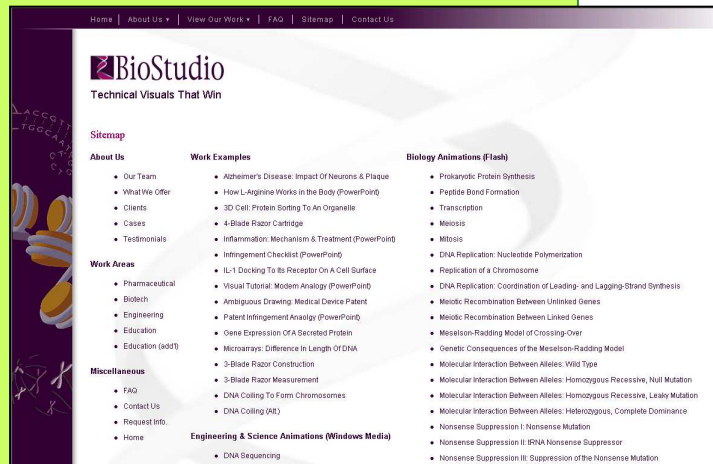 Home | About Us ▾ | View Our Work ▾ | FAQ | Sitemap | Contact Us
BioStudio
Technical Visuals That Win
Sitemap
About Us
Our Team
What We Offer
Clients
Cases
Testimonials
Work Areas
Pharmaceutical
Biotech
Engineering
Education
Education (add'l)
Miscellaneous
FAQ
Contact Us
Request Info.
Home
Work Examples
Alzheimer's Disease: Impact Of Neurons & Plaque
How L-Arginine Works in the Body (PowerPoint)
3D Cell: Protein Sorting To An Organelle
4-Blade Razor Cartridge
Inflammation: Mechanism & Treatment (PowerPoint)
Infringement Checklist (PowerPoint)
IL-1 Docking To Its Receptor On A Cell Surface
Visual Tutorial: Modem Analogy (PowerPoint)
Ambiguous Drawing: Medical Device Patent
Patent Infringement Anaolgy (PowerPoint)
Gene Expression Of A Secreted Protein
Microarrays: Difference In Length Of DNA
3-Blade Razor Construction
3-Blade Razor Measurement
DNA Coiling To Form Chromosomes
DNA Coiling (Alt.)
Engineering & Science Animations (Windows Media)
DNA Sequencing
Biology Animations (Flash)
Prokaryotic Protein Synthesis
Peptide Bond Formation
Transcription
Meiosis
Mitosis
DNA Replication: Nucleotide Polymerization
Replication of a Chromosome
DNA Replication: Coordination of Leading- and Lagging-Strand Synthesis
Meiotic Recombination Between Unlinked Genes
Meiotic Recombination Between Linked Genes
Meselson-Radding Model of Crossing-Over
Genetic Consequences of the Meselson-Radding Model
Molecular Interaction Between Alleles: Wild Type
Molecular Interaction Between Alleles: Homozygous Recessive, Null Mutation
Molecular Interaction Between Alleles: Homozygous Recessive, Leaky Mutation
Molecular Interaction Between Alleles: Heterozygous, Complete Dominance
Nonsense Suppression I: Nonsense Mutation
Nonsense Suppression II: tRNA Nonsense Suppressor
Nonsense Suppression III: Suppression of the Nonsense Mutation